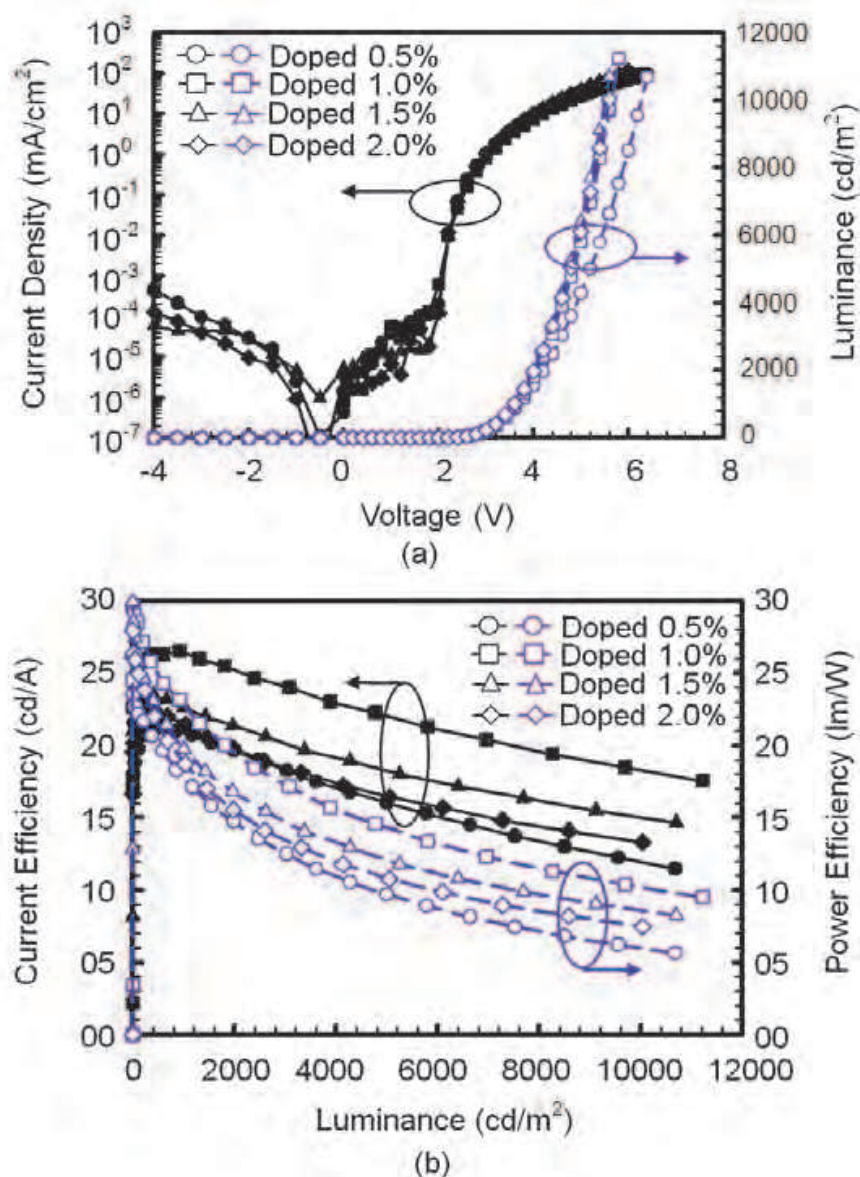 10³ 12000
Doped 0.5%
10² 
Doped 1.0%
10¹ 10000
Doped 1.5%
10⁰ 8000
Doped 2.0%
10⁻¹
10⁻² 6000
10⁻³
10⁻⁴ 4000
10⁻⁵ 2000
10⁻⁶
10⁻⁷ 0
-4 -2 0 2 4 6 8
Current Density (mA/cm²)
Luminance (cd/m²)
Voltage (V)
(a)
30 30
Doped 0.5%
Doped 1.0%
25 25
Doped 1.5%
Doped 2.0%
20 20
15 15
10 10
05 05
00 00
0 2000 4000 6000 8000 10000 12000
Current Efficiency (cd/A)
Power Efficiency (lm/W)
Luminance (cd/m²)
(b)